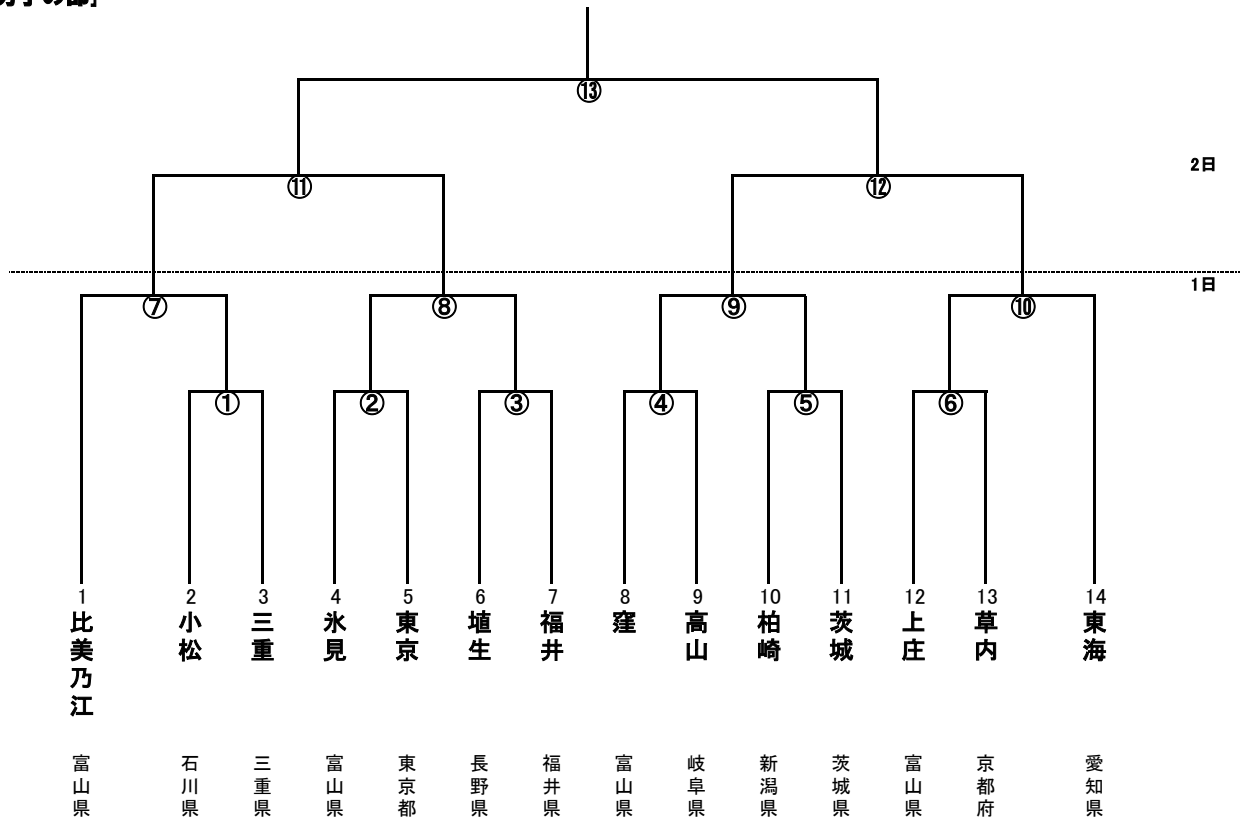 ⑬
2日
⑪
⑫
1日
⑦
⑧
⑨
⑩
①
②
③
④
⑤
⑥
1
2
3
4
5
6
7
8
9
10
11
12
13
14
比美乃江
小松
三重
氷見
東京
埴生
福井
窪
高山
柏崎
茨城
上庄
草内
東海
富山県
石川県
三重県
富山県
東京都
長野県
福井県
富山県
岐阜県
新潟県
茨城県
富山県
京都府
愛知県